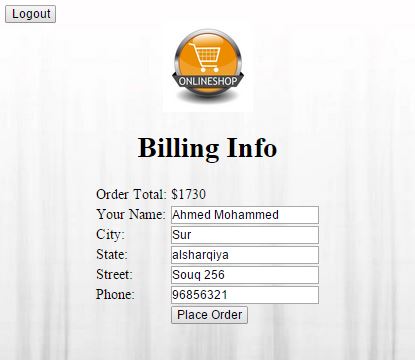 Logout
ONLINESHOP
Billing Info
Order Total: $1730
Your Name: Ahmed Mohammed
City: Sur
State: alsharqiya
Street: Souq 256
Phone: 96856321
Place Order